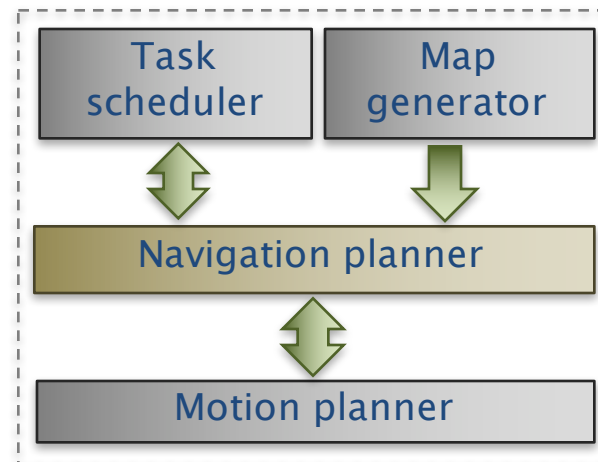 Task
scheduler
Map
generator
Navigation planner
Motion planner